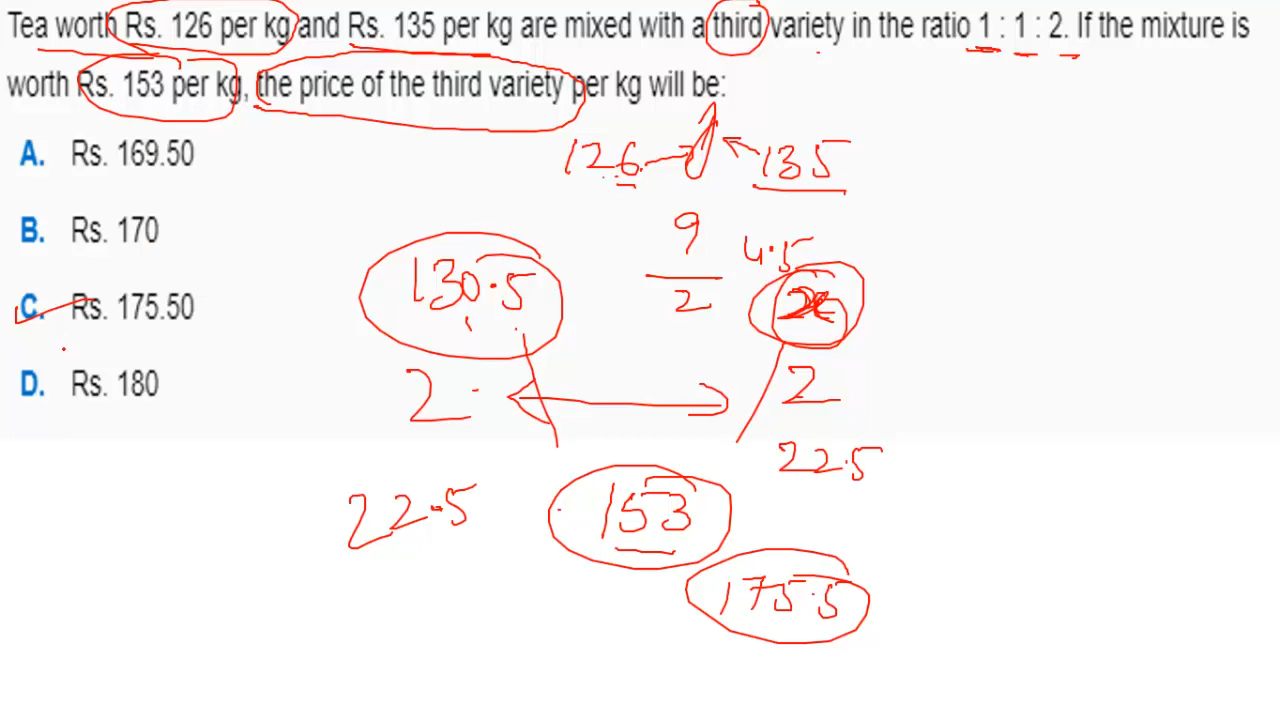 Tea worth Rs. 126 per kg and Rs. 135 per kg are mixed with a third variety in the ratio 1 : 1 : 2. If the mixture is
worth Rs. 153 per kg, the price of the third variety per kg will be:
A. Rs. 169.50
126 135
B. Rs. 170
9
2
4.5
130.5
C. Rs. 175.50
D. Rs. 180
2 2
22.5
22.5 153
175.5